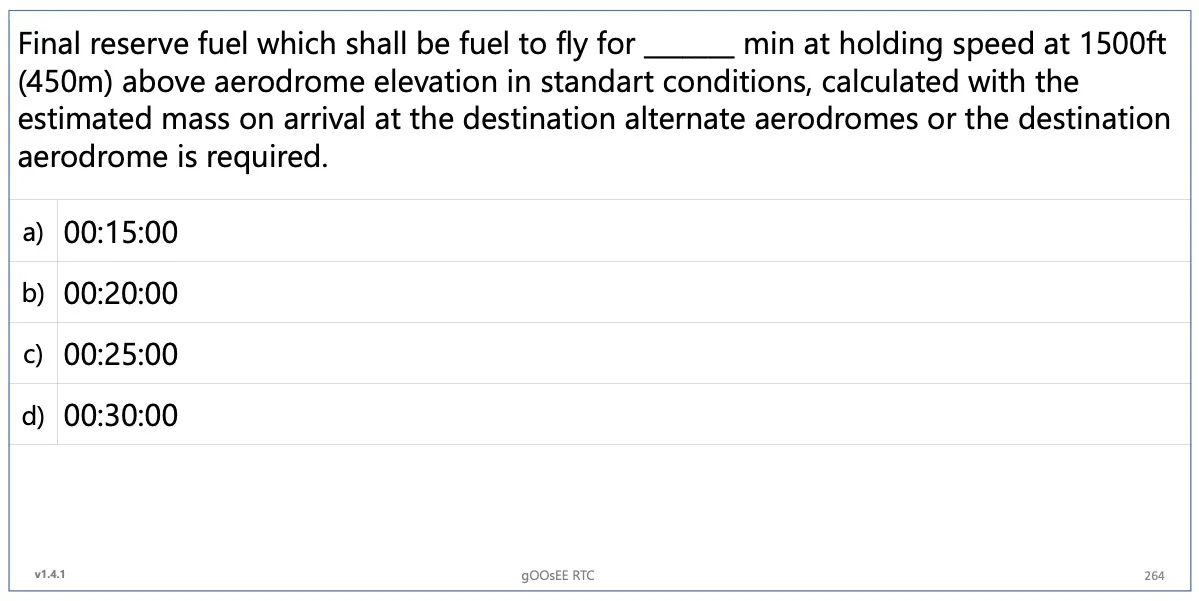 Final reserve fuel which shall be fuel to fly for ______ min at holding speed at 1500ft
(450m) above aerodrome elevation in standart conditions, calculated with the
estimated mass on arrival at the destination alternate aerodromes or the destination
aerodrome is required.
a) 00:15:00
b) 00:20:00
c) 00:25:00
d) 00:30:00
v1.4.1 gOOsEE RTC 264